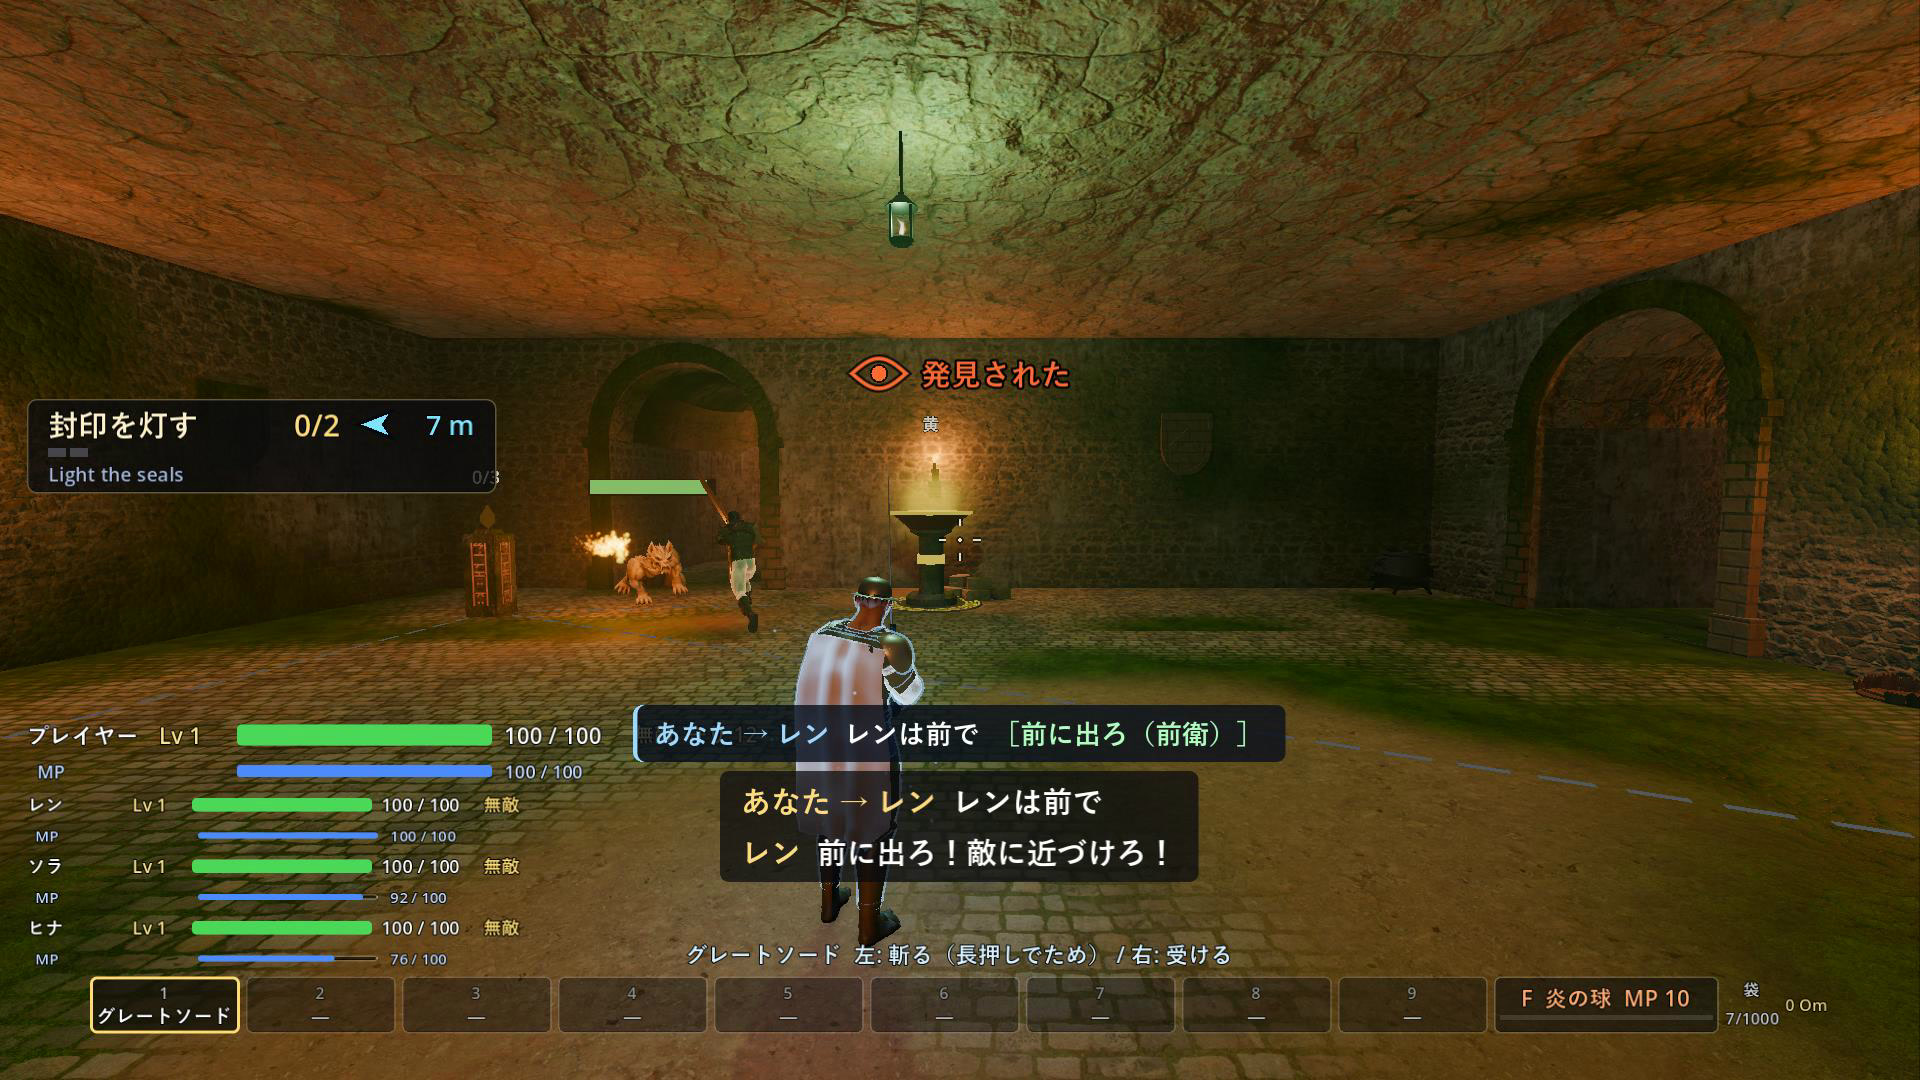 発見された
黄
封印を灯す 0/2 7 m
Light the seals 0/3
プレイヤー Lv 1 100 / 100
MP 100 / 100
レン Lv 1 100 / 100 無敵
MP 100 / 100
ソラ Lv 1 100 / 100 無敵
MP 92 / 100
ヒナ Lv 1 100 / 100 無敵
MP 76 / 100
あなた → レン レンは前で [前に出ろ（前衛）]
あなた → レン レンは前で
レン 前に出ろ！敵に近づけろ！
グレートソード 左: 斬る（長押しでため） / 右: 受ける
1 グレートソード
2 —
3 —
4 —
5 —
6 —
7 —
8 —
9 —
F 炎の球 MP 10
袋
7/1000 0 Om